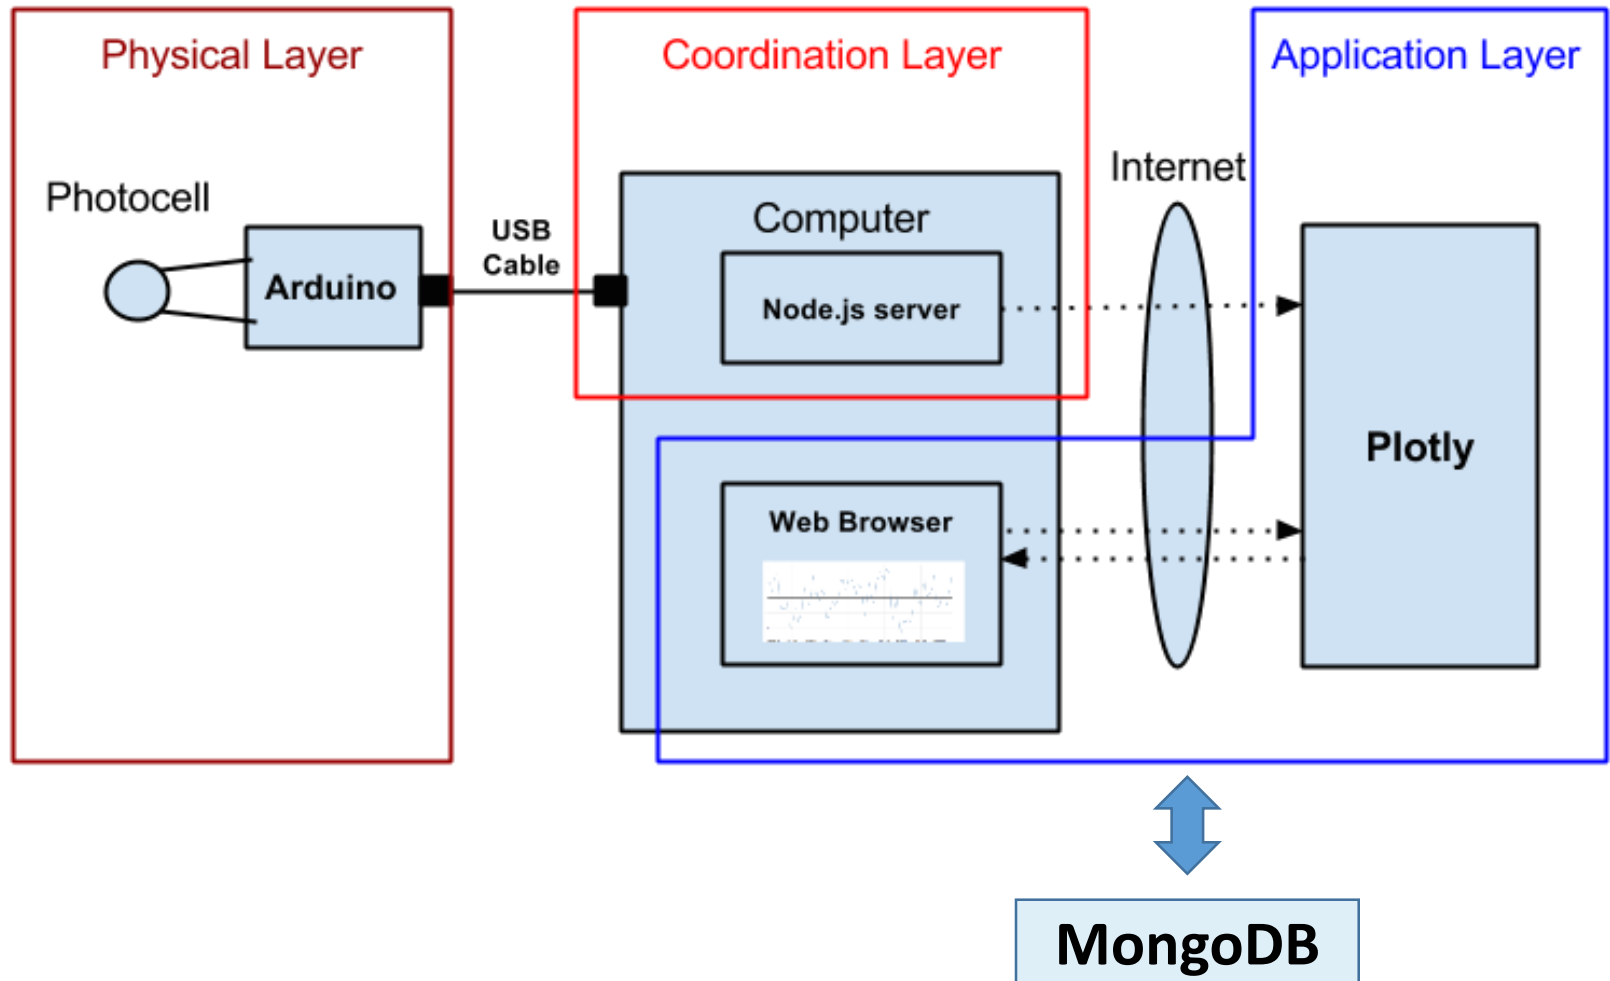 Physical Layer
Coordination Layer
Application Layer
Photocell
Arduino
USB
Cable
Computer
Node.js server
Internet
Plotly
Web Browser
MongoDB